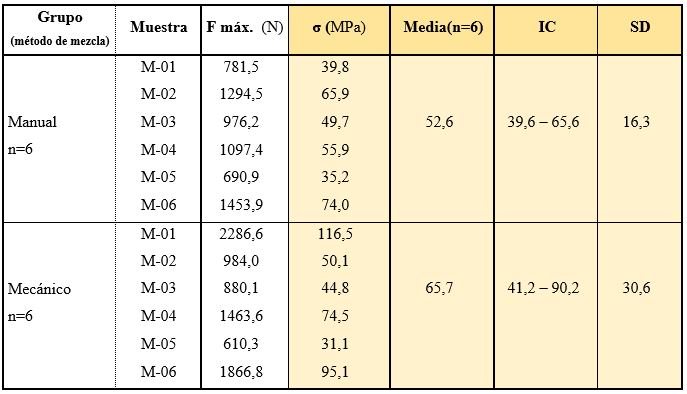 Grupo (método de mezcla) Muestra F máx. (N) σ (MPa) Media(n=6) IC SD
M-01 781,5 39,8
M-02 1294,5 65,9
Manual M-03 976,2 49,7 52,6 39,6 – 65,6 16,3
n=6 M-04 1097,4 55,9
M-05 690,9 35,2
M-06 1453,9 74,0
M-01 2286,6 116,5
M-02 984,0 50,1
Mecánico M-03 880,1 44,8 65,7 41,2 – 90,2 30,6
n=6 M-04 1463,6 74,5
M-05 610,3 31,1
M-06 1866,8 95,1